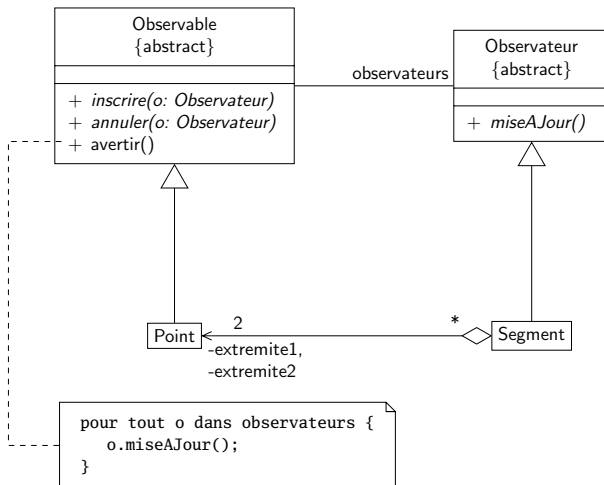 Observable
{abstract}
+ inscrire(o: Observateur)
+ annuler(o: Observateur)
+ avertir()
observateurs
Observateur
{abstract}
+ miseAJour()
Point
2
-extremite1,
-extremite2
*
Segment
pour tout o dans observateurs {
o.miseAJour();
}